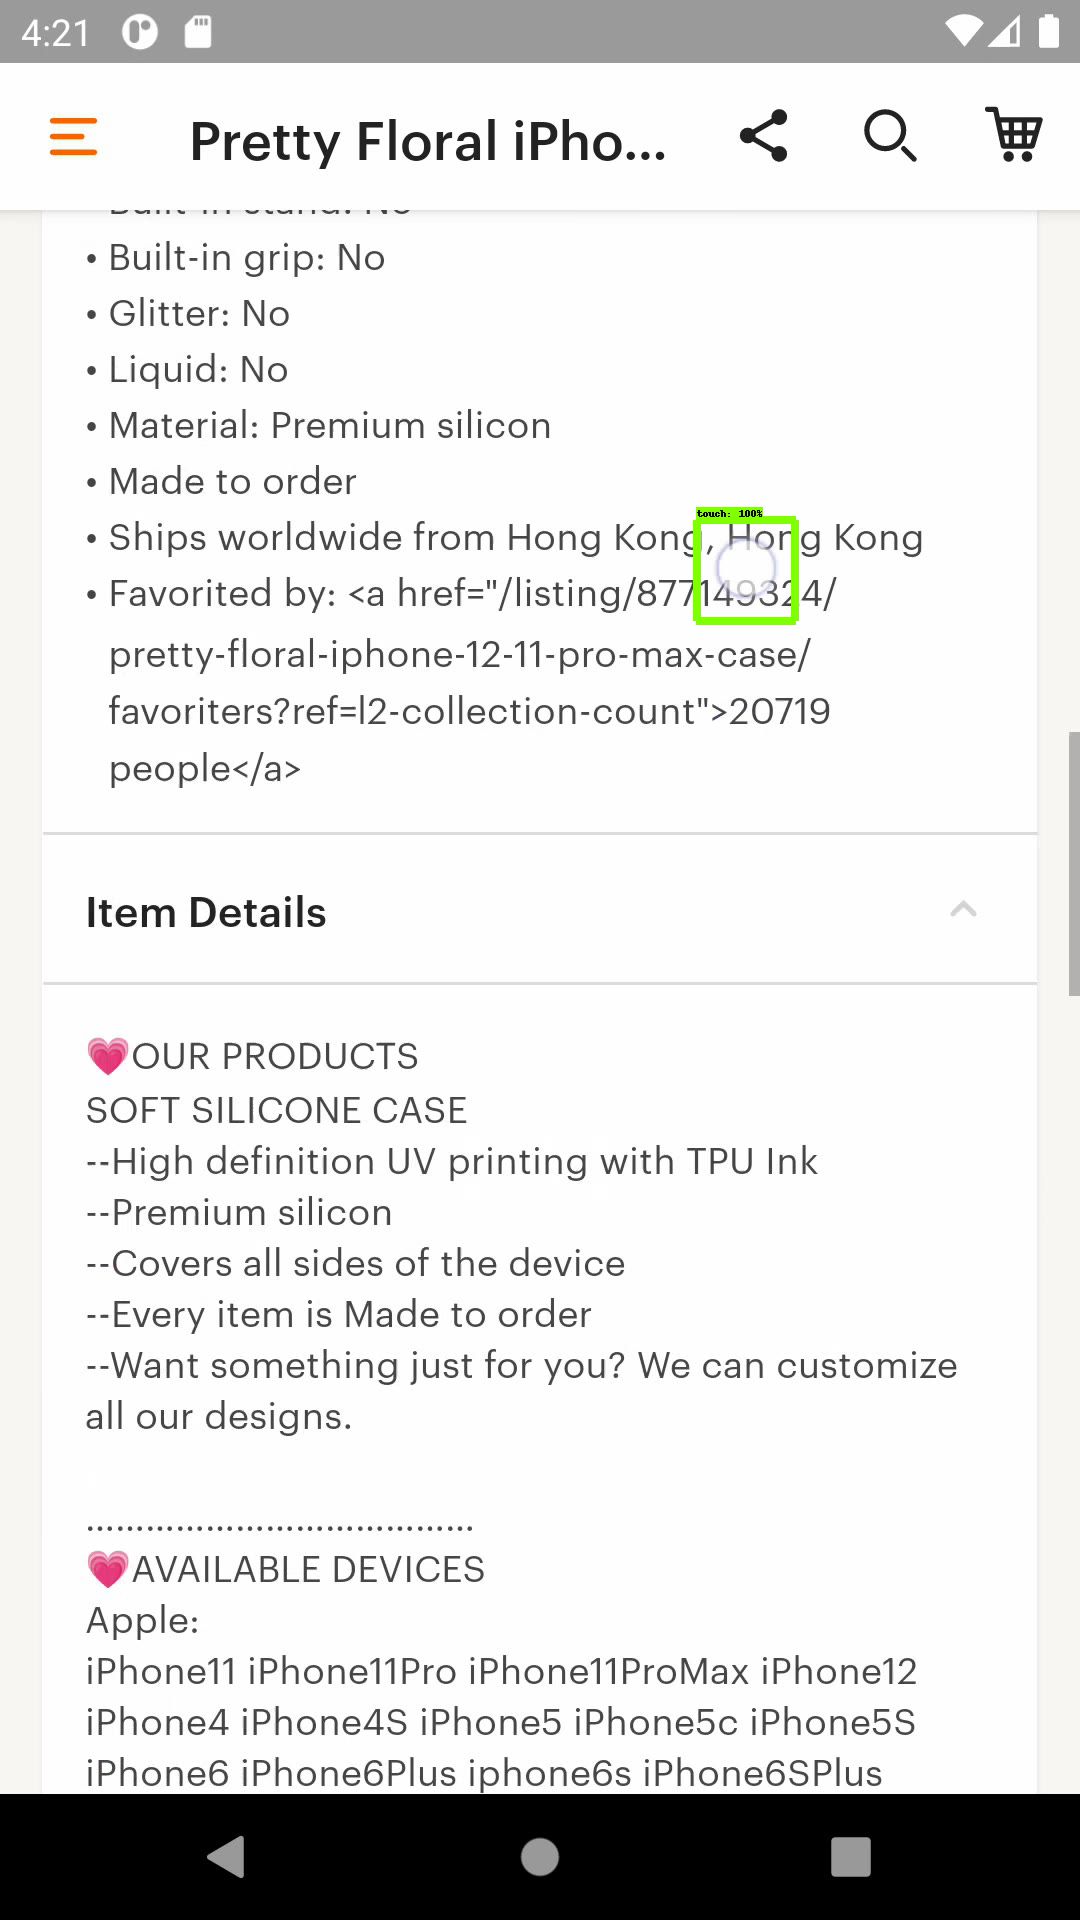 4:21
Pretty Floral iPho...
Built-in stand: No
• Built-in grip: No
• Glitter: No
• Liquid: No
• Material: Premium silicon
• Made to order
touch: 100%
• Ships worldwide from Hong Kong, Hong Kong
• Favorited by: <a href="/listing/877149324/
pretty-floral-iphone-12-11-pro-max-case/
favoriters?ref=l2-collection-count">20719
people</a>
Item Details
💗OUR PRODUCTS
SOFT SILICONE CASE
--High definition UV printing with TPU Ink
--Premium silicon
--Covers all sides of the device
--Every item is Made to order
--Want something just for you? We can customize
all our designs.
.......................................
💗AVAILABLE DEVICES
Apple:
iPhone11 iPhone11Pro iPhone11ProMax iPhone12
iPhone4 iPhone4S iPhone5 iPhone5c iPhone5S
iPhone6 iPhone6Plus iphone6s iPhone6SPlus